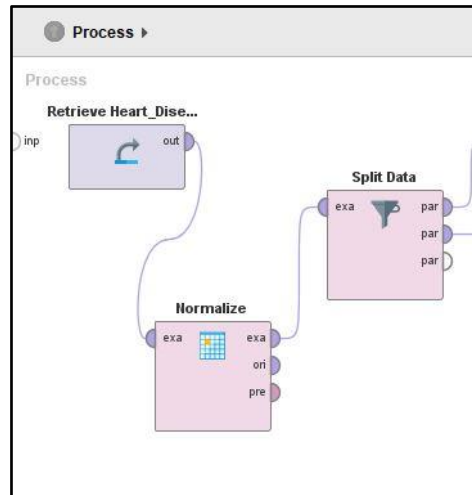 Process
Process
Retrieve Heart_Dise...
inp
out
Split Data
exa
par
par
par
Normalize
exa
exa
ori
pre